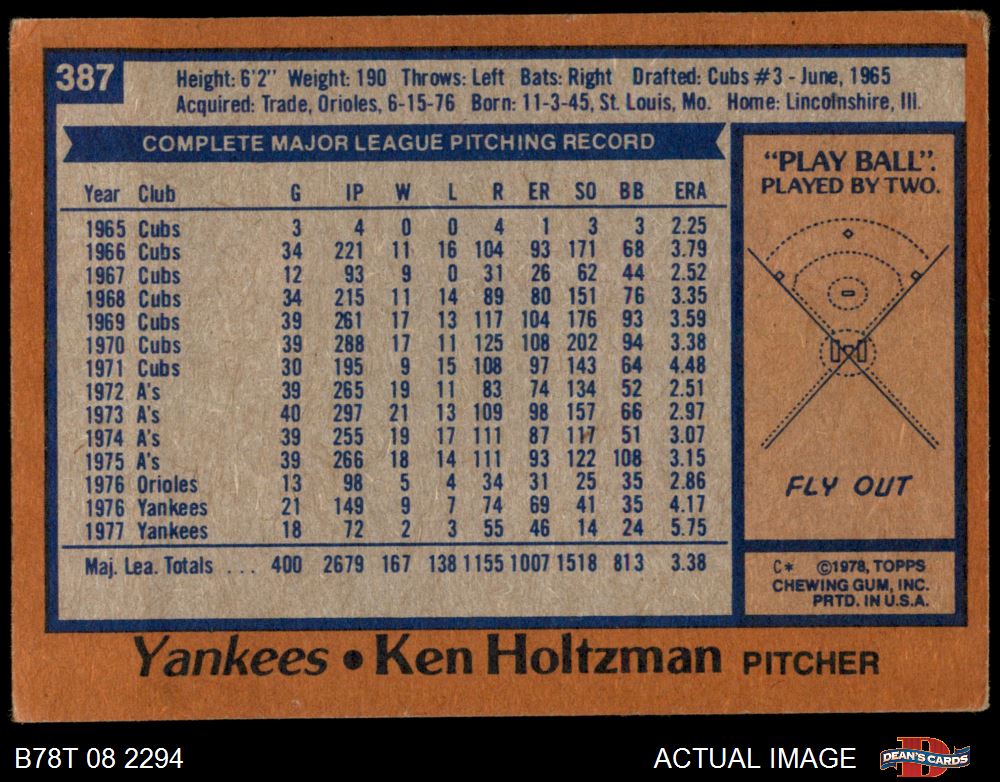 387
Height: 6'2" Weight: 190 Throws: Left Bats: Right Drafted: Cubs #3 - June, 1965
Acquired: Trade, Orioles, 6-15-76 Born: 11-3-45, St. Louis, Mo. Home: Lincolnshire, Ill.
COMPLETE MAJOR LEAGUE PITCHING RECORD
Year Club G IP W L R ER SO BB ERA
1965 Cubs 3 4 0 0 4 1 3 3 2.25
1966 Cubs 34 221 11 16 104 93 171 68 3.79
1967 Cubs 12 93 9 0 31 26 62 44 2.52
1968 Cubs 34 215 11 14 89 80 151 76 3.35
1969 Cubs 39 261 17 13 117 104 176 93 3.59
1970 Cubs 39 288 17 11 125 108 202 94 3.38
1971 Cubs 30 195 9 15 108 97 143 64 4.48
1972 A's 39 265 19 11 83 74 134 52 2.51
1973 A's 40 297 21 13 109 98 157 66 2.97
1974 A's 39 255 19 17 111 87 117 51 3.07
1975 A's 39 266 18 14 111 93 122 108 3.15
1976 Orioles 13 98 5 4 34 31 25 35 2.86
1976 Yankees 21 149 9 7 74 69 41 35 4.17
1977 Yankees 18 72 2 3 55 46 14 24 5.75
Maj. Lea. Totals . . . 400 2679 167 138 1155 1007 1518 813 3.38
"PLAY BALL".
PLAYED BY TWO.
FLY OUT
C* ©1978, TOPPS
CHEWING GUM, INC.
PRTD. IN U.S.A.
Yankees • Ken Holtzman PITCHER
B78T 08 2294
ACTUAL IMAGE
D
DEAN'S CARDS